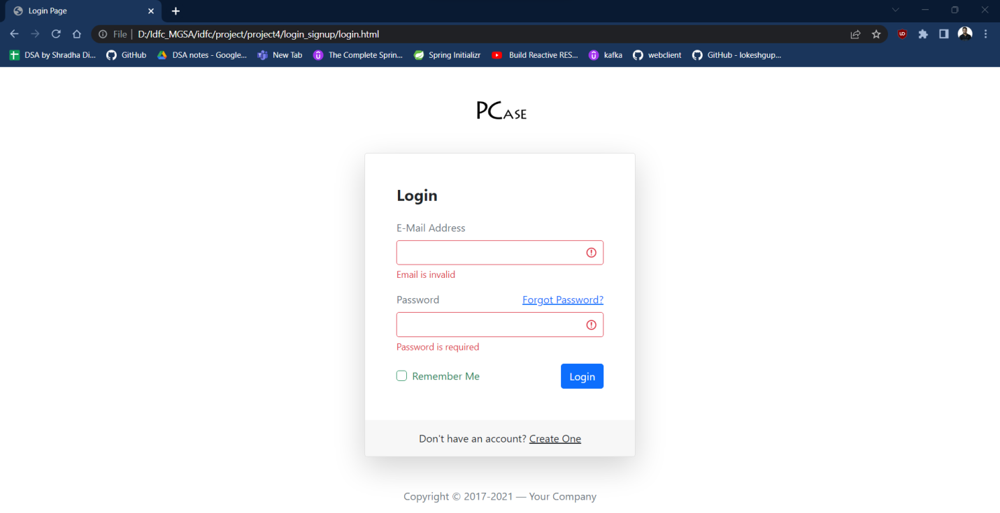 Login Page
File | D:/Idfc_MGSA/idfc/project/project4/login_signup/login.html
DSA by Shradha Di... GitHub DSA notes - Google... New Tab The Complete Sprin... Spring Initializr Build Reactive RES... kafka webclient GitHub - lokeshgup...
PCASE
Login
E-Mail Address
Email is invalid
Password Forgot Password?
Password is required
Remember Me Login
Don't have an account? Create One
Copyright © 2017-2021 — Your Company